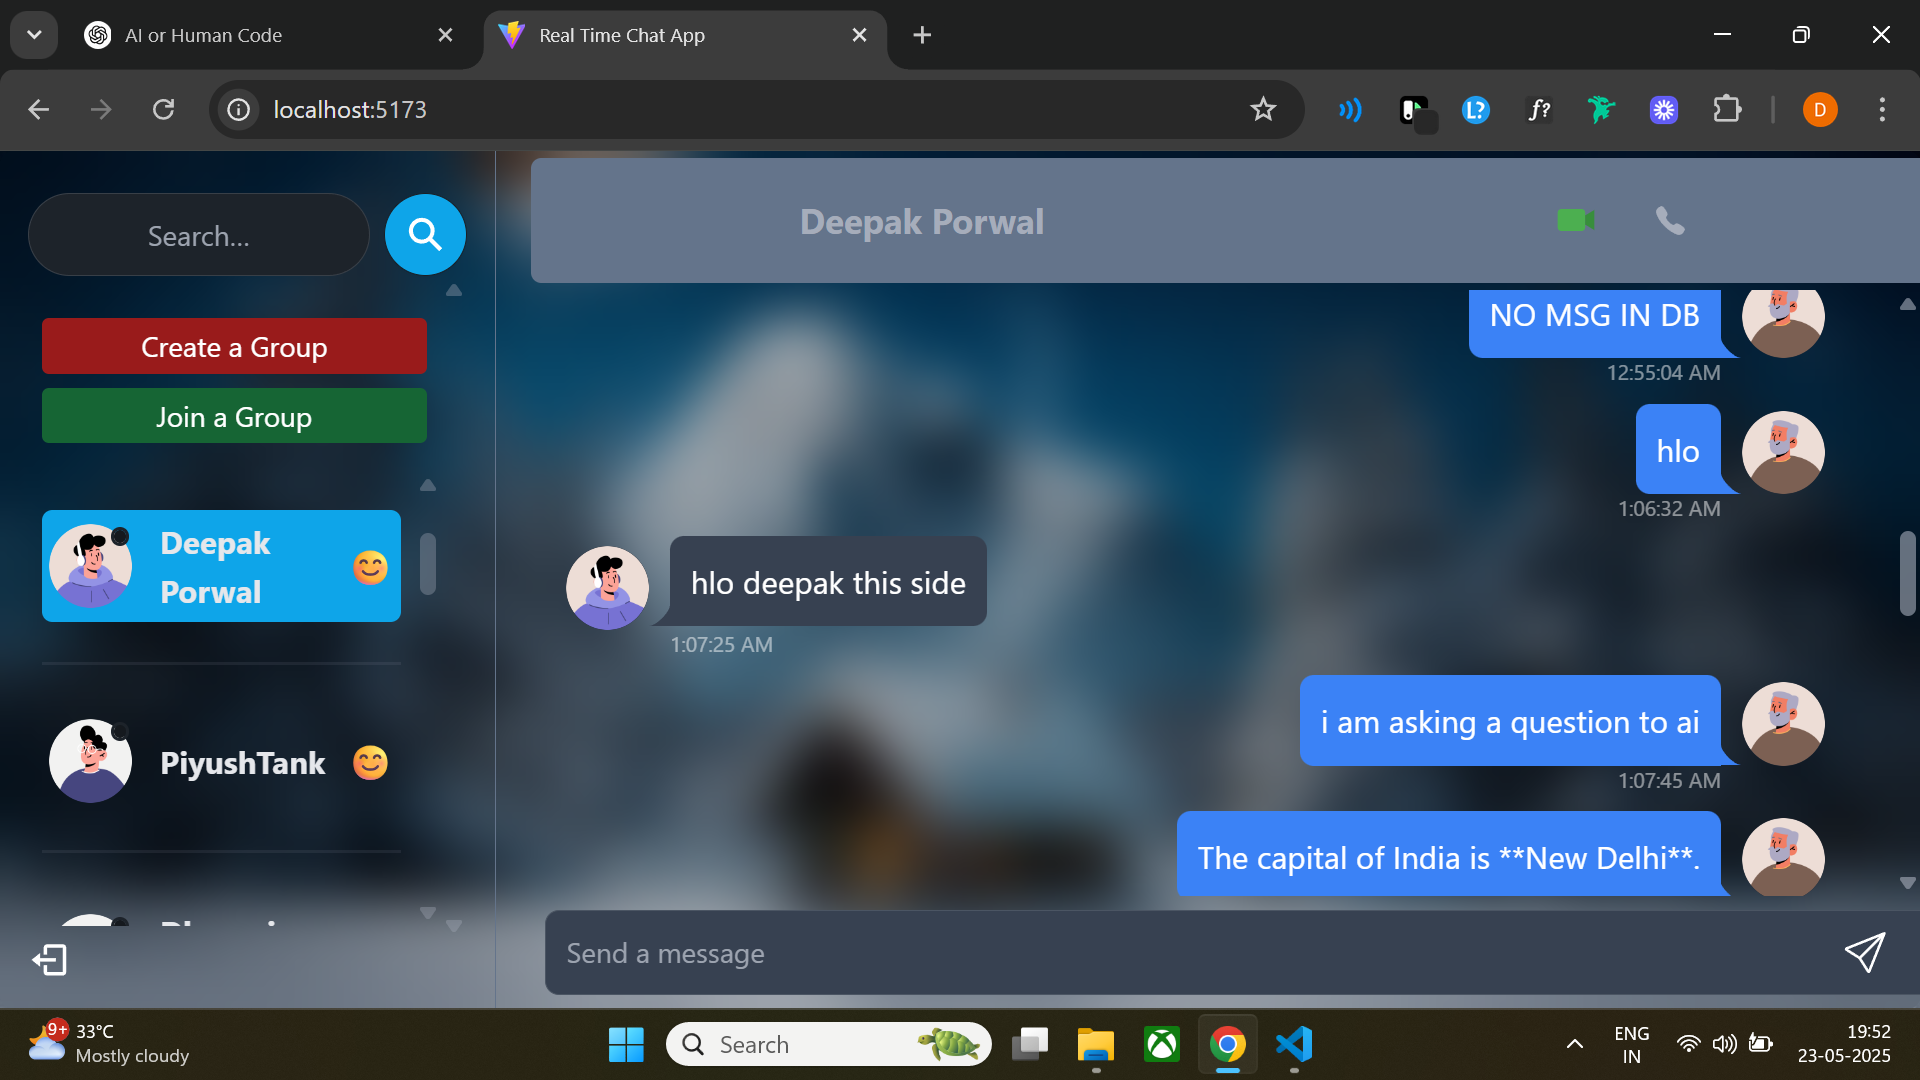 AI or Human Code
Real Time Chat App
localhost:5173
L?
f?
D
Search…
Create a Group
Join a Group
Deepak
Porwal
PiyushTank
Deepak Porwal
NO MSG IN DB
12:55:04 AM
hlo
1:06:32 AM
hlo deepak this side
1:07:25 AM
i am asking a question to ai
1:07:45 AM
The capital of India is **New Delhi**.
Send a message
9+
33°C
Mostly cloudy
Search
ENG
IN
19:52
23-05-2025